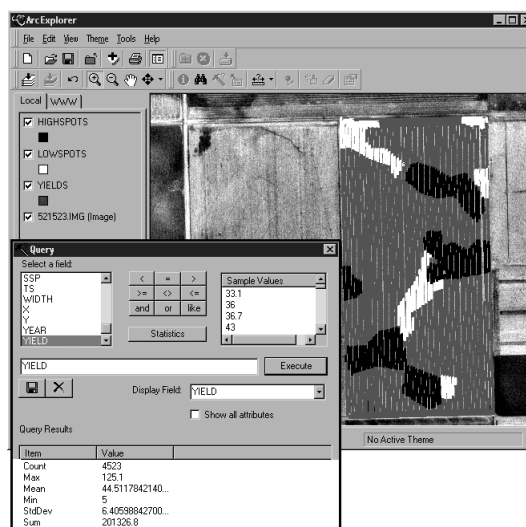 ArcExplorer
File Edit View Theme Tools Help
Local WWW
HIGHSPOTS
LOWSPOTS
YIELDS
521523.IMG (Image)
Query
Select a field:
SSP
TS
WIDTH
X
Y
YEAR
YIELD
< = >
>= <> <=
and or like
Statistics
Sample Values
33.1
36
36.7
43
YIELD
Execute
Display Field: YIELD
Show all attributes
Query Results
No Active Theme
Item Value
Count 4523
Max 125.1
Mean 44.5117842140...
Min 5
StdDev 6.40598842700...
Sum 201326.8